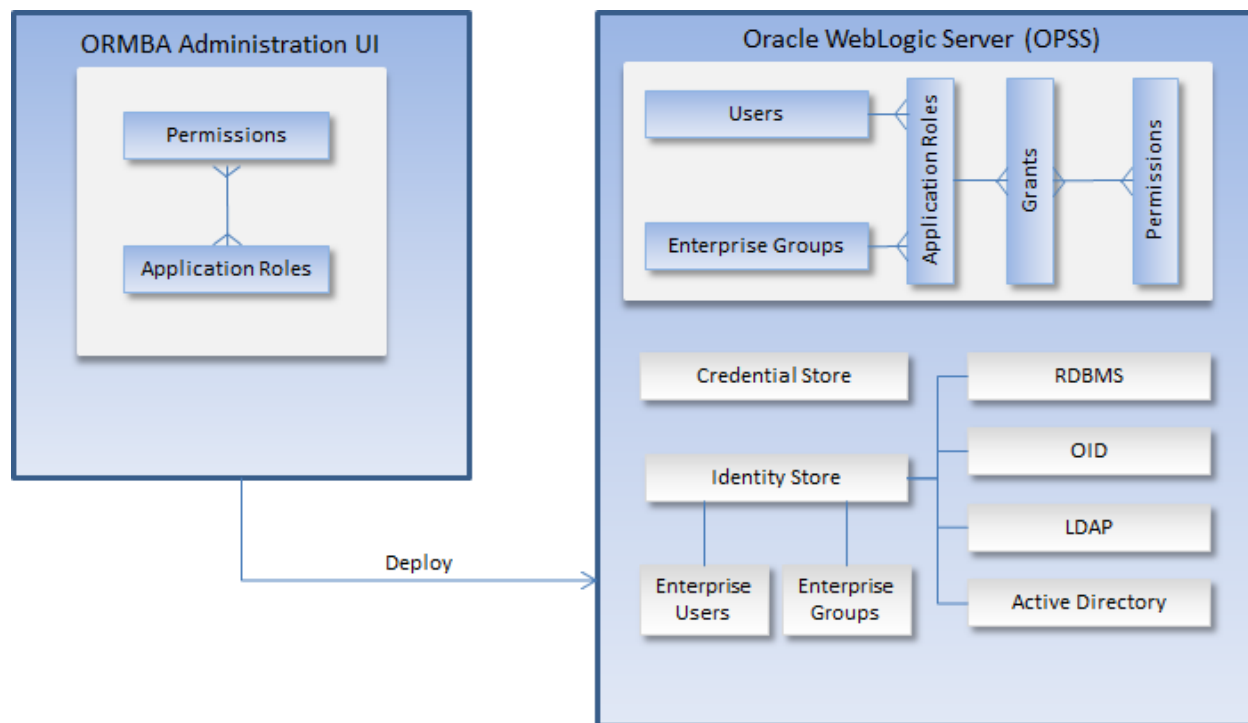 ORMBA Administration UI
Permissions
Application Roles
Deploy
Oracle WebLogic Server (OPSS)
Users
Enterprise Groups
Application Roles
Grants
Permissions
Credential Store
Identity Store
Enterprise
Users
Enterprise
Groups
RDBMS
OID
LDAP
Active Directory